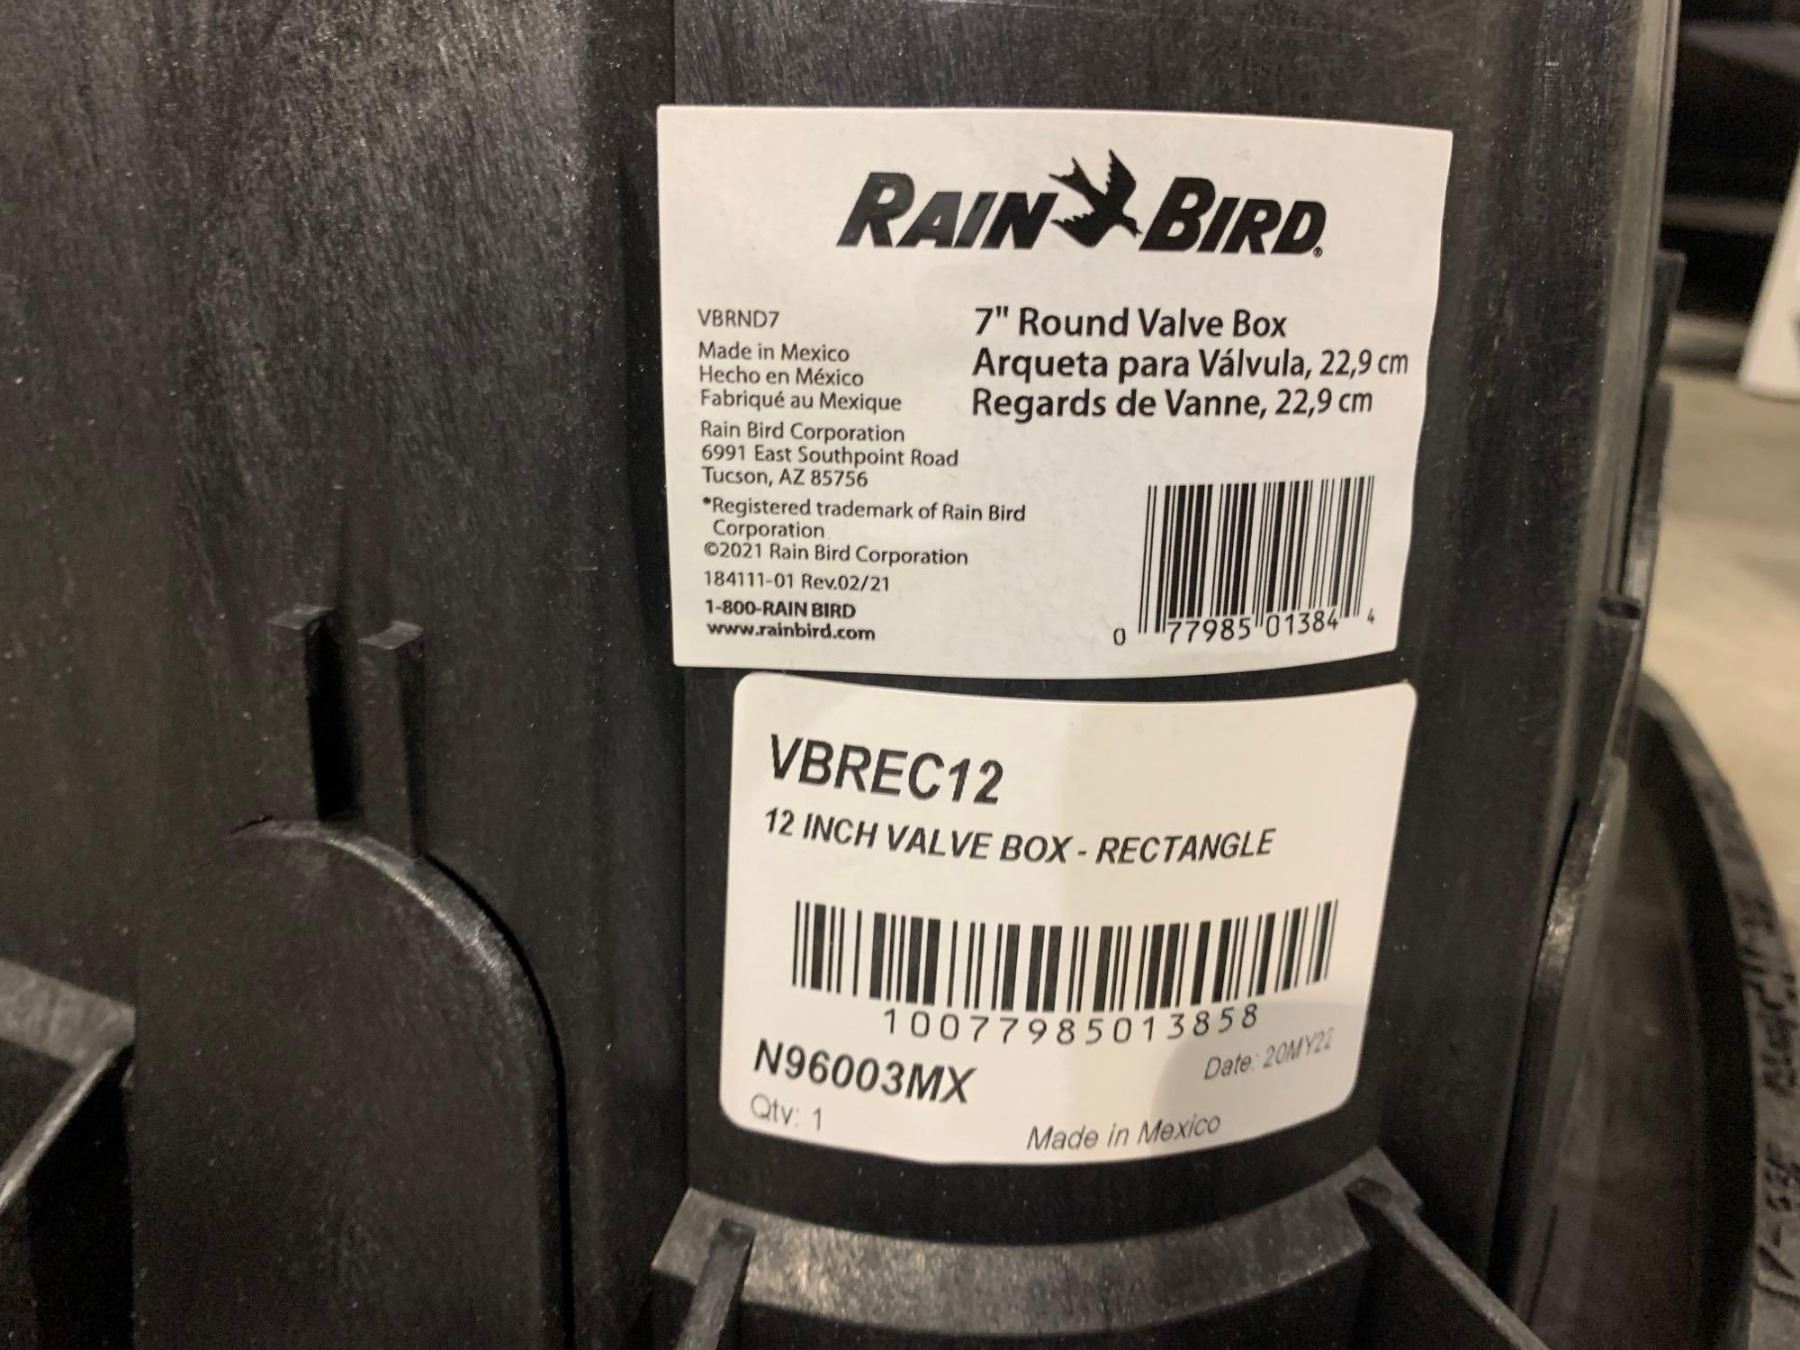 RAIN BIRD®
VBRND7
Made in Mexico
Hecho en México
Fabriqué au Mexique
Rain Bird Corporation
6991 East Southpoint Road
Tucson, AZ 85756
*Registered trademark of Rain Bird
Corporation
©2021 Rain Bird Corporation
184111-01 Rev.02/21
1-800-RAIN BIRD
www.rainbird.com
7" Round Valve Box
Arqueta para Válvula, 22,9 cm
Regards de Vanne, 22,9 cm
0 77985 01384 4
VBREC12
12 INCH VALVE BOX - RECTANGLE
10077985013858
N96003MX
Date: 20MY22
Qty: 1
Made in Mexico